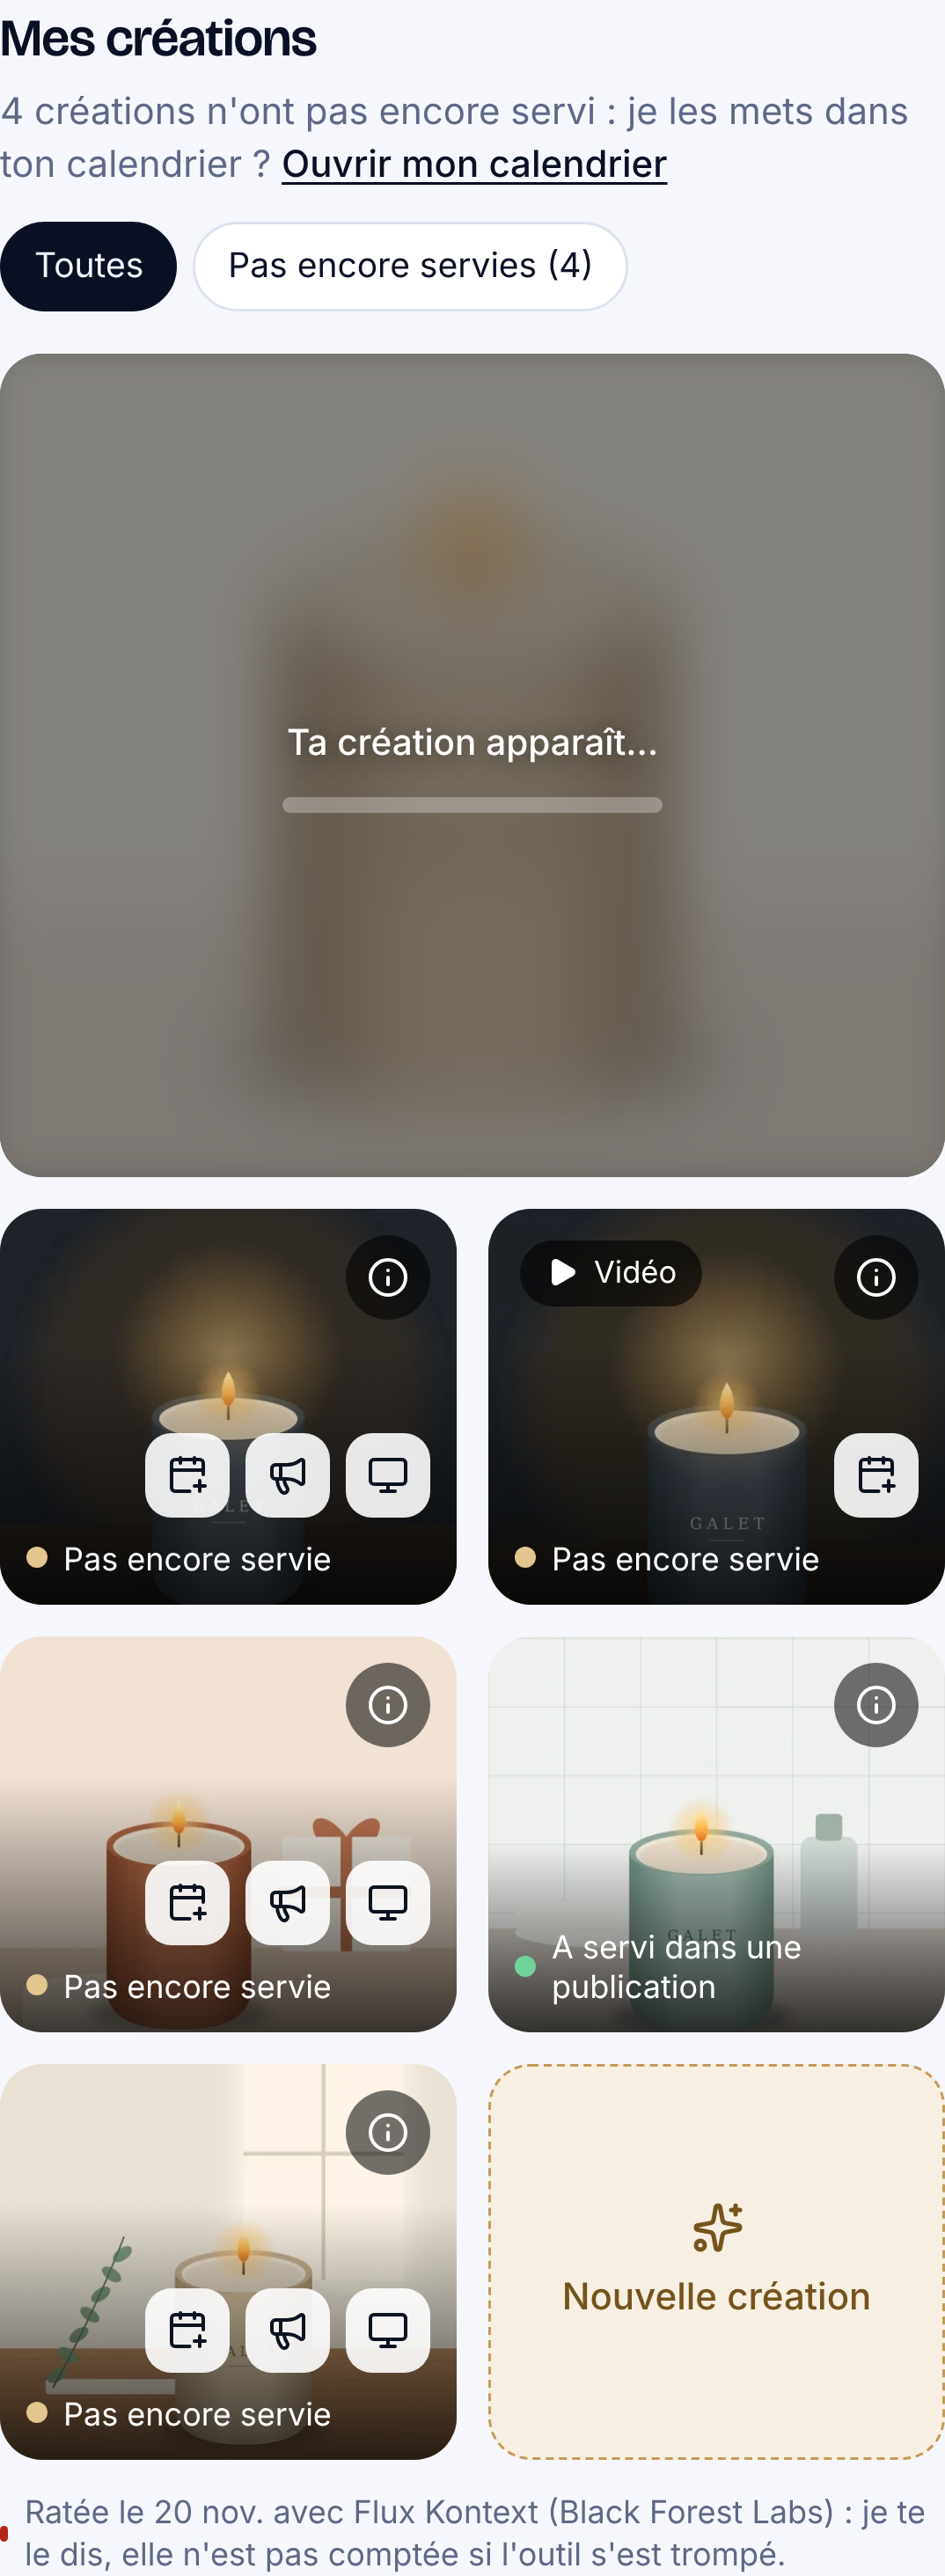 Mes créations
4 créations n'ont pas encore servi : je les mets dans
ton calendrier ? Ouvrir mon calendrier
Toutes
Pas encore servies (4)
Ta création apparaît…
Pas encore servie
Vidéo
GALET
Pas encore servie
Pas encore servie
GALET
A servi dans une
publication
Pas encore servie
Nouvelle création
Ratée le 20 nov. avec Flux Kontext (Black Forest Labs) : je te
le dis, elle n'est pas comptée si l'outil s'est trompé.